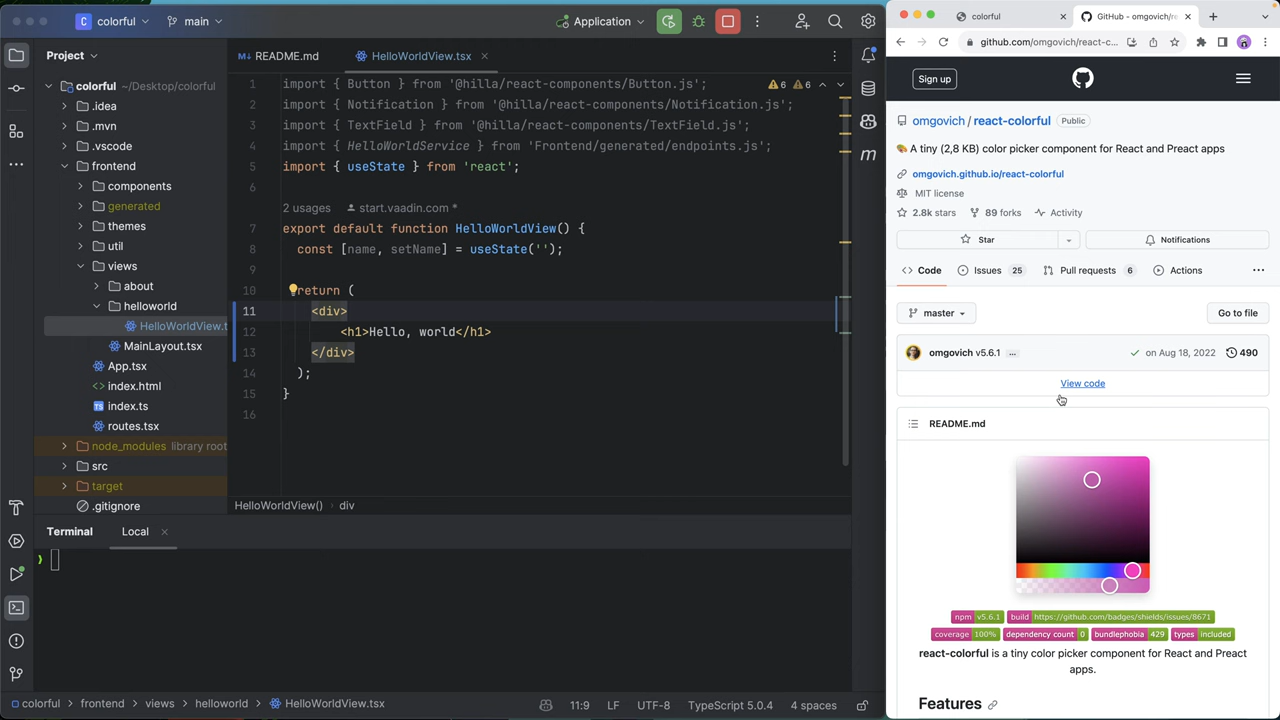 C colorful
main
Application
Project
colorful ~/Desktop/colorful
.idea
.mvn
.vscode
frontend
components
generated
themes
util
views
about
helloworld
HelloWorldView.t
MainLayout.tsx
App.tsx
index.html
index.ts
routes.tsx
node_modules library root
src
target
.gitignore
README.md
HelloWorldView.tsx
6 6
1 import { Button } from '@hilla/react-components/Button.js';
2 import { Notification } from '@hilla/react-components/Notification.js';
3 import { TextField } from '@hilla/react-components/TextField.js';
4 import { HelloWorldService } from 'Frontend/generated/endpoints.js';
5 import { useState } from 'react';
6
2 usages start.vaadin.com *
7 export default function HelloWorldView() {
8 const [name, setName] = useState('');
9
10 return (
11 <div>
12 <h1>Hello, world</h1>
13 </div>
14 );
15 }
16
HelloWorldView() > div
Terminal
Local
colorful > frontend > views > helloworld > HelloWorldView.tsx
11:9 LF UTF-8 TypeScript 5.0.4 4 spaces
colorful
GitHub - omgovich/react-
github.com/omgovich/react-c...
Sign up
omgovich / react-colorful Public
🎨 A tiny (2,8 KB) color picker component for React and Preact apps
omgovich.github.io/react-colorful
MIT license
2.8k stars 89 forks Activity
Star
Notifications
Code Issues 25 Pull requests 6 Actions
master
Go to file
omgovich v5.6.1 ... on Aug 18, 2022 490
View code
README.md
npm v5.6.1 build https://github.com/badges/shields/issues/8671
coverage 100% dependency count 0 bundlephobia 429 types included
react-colorful is a tiny color picker component for React and Preact
apps.
Features